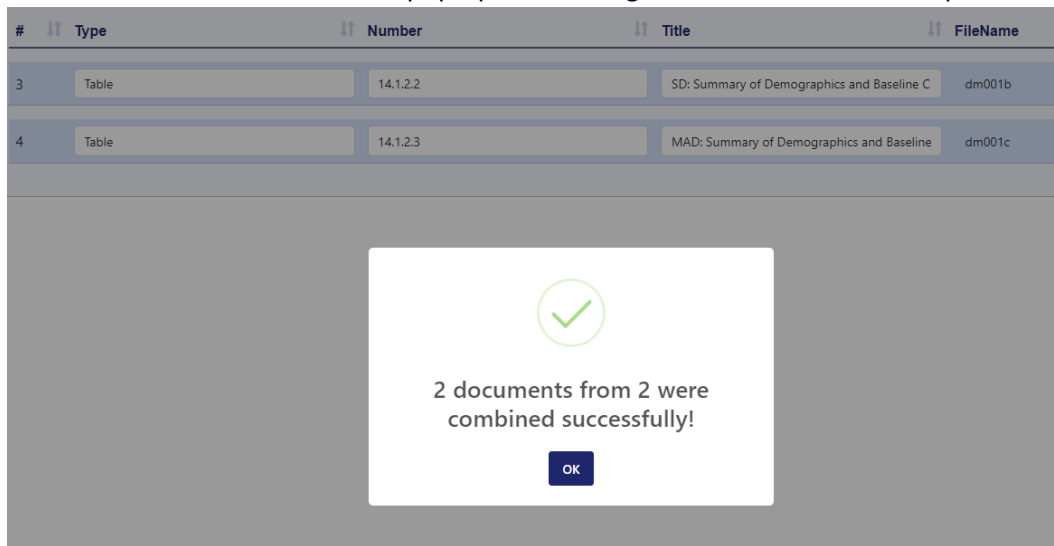 # Type Number Title FileName
3 Table 14.1.2.2 SD: Summary of Demographics and Baseline C dm001b
4 Table 14.1.2.3 MAD: Summary of Demographics and Baseline dm001c
2 documents from 2 were
combined successfully!
OK